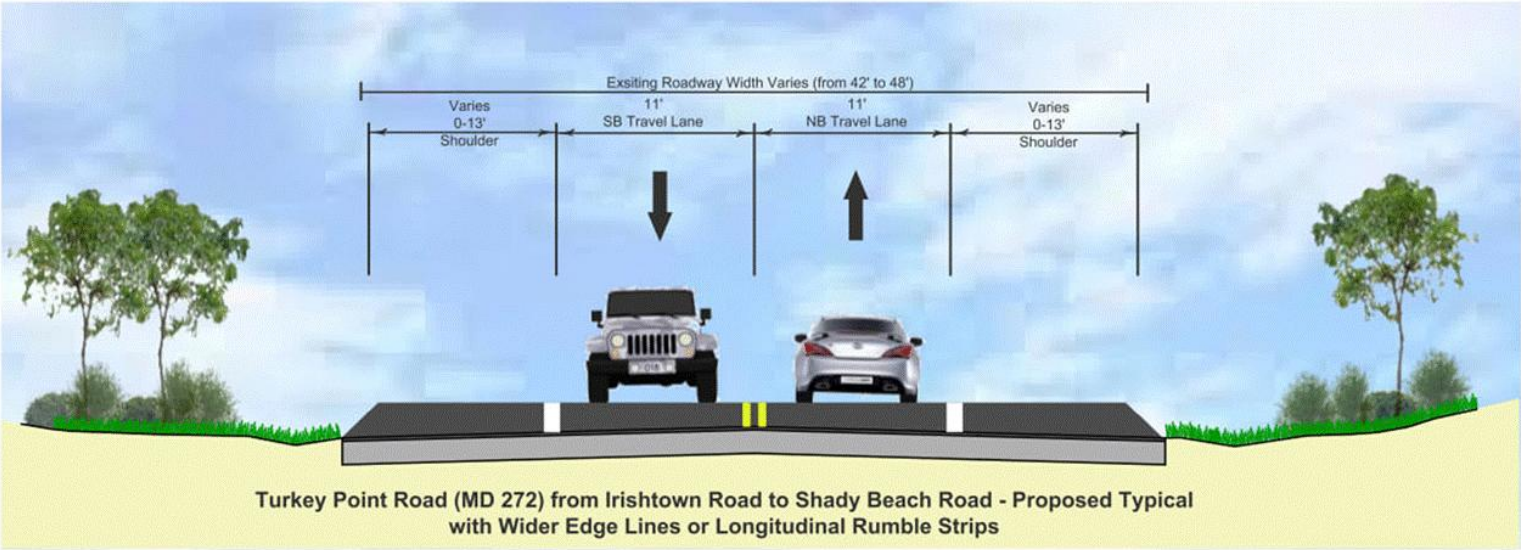 Exsiting Roadway Width Varies (from 42' to 48')
Varies
0-13'
Shoulder
11'
SB Travel Lane
11'
NB Travel Lane
Varies
0-13'
Shoulder
Turkey Point Road (MD 272) from Irishtown Road to Shady Beach Road - Proposed Typical
with Wider Edge Lines or Longitudinal Rumble Strips